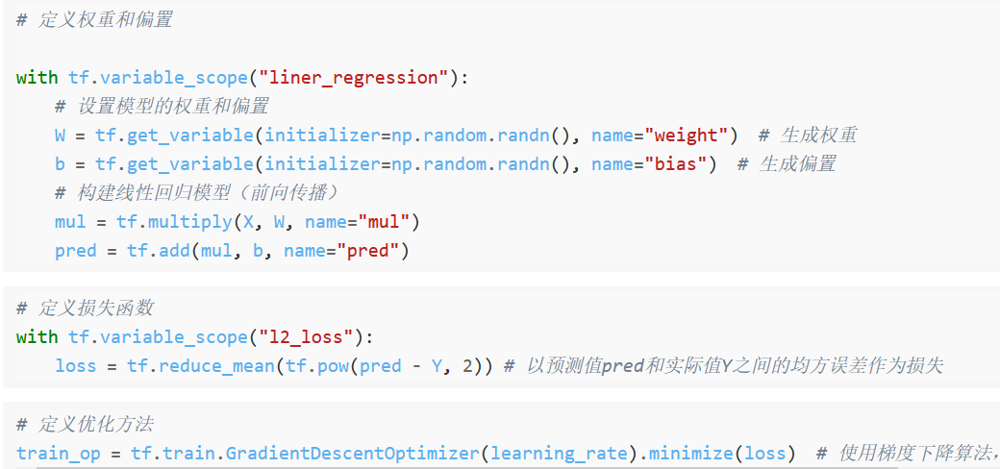 # 定义权重和偏置
with tf.variable_scope("liner_regression"):
# 设置模型的权重和偏置
W = tf.get_variable(initializer=np.random.randn(), name="weight")  # 生成权重
b = tf.get_variable(initializer=np.random.randn(), name="bias")  # 生成偏置
# 构建线性回归模型（前向传播）
mul = tf.multiply(X, W, name="mul")
pred = tf.add(mul, b, name="pred")
# 定义损失函数
with tf.variable_scope("l2_loss"):
loss = tf.reduce_mean(tf.pow(pred - Y, 2)) # 以预测值pred和实际值Y之间的均方误差作为损失
# 定义优化方法
train_op = tf.train.GradientDescentOptimizer(learning_rate).minimize(loss)  # 使用梯度下降算法,